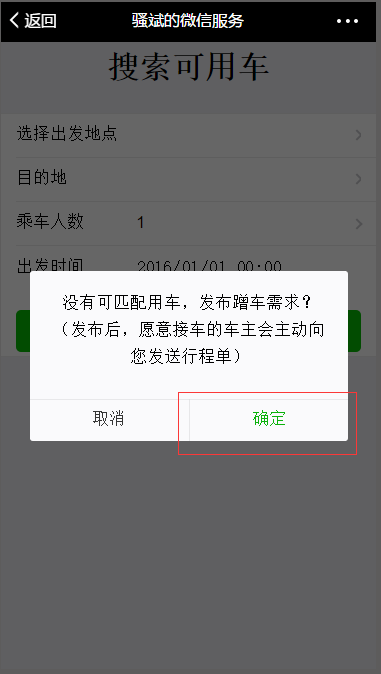 返回
骚斌的微信服务
搜索可用车
选择出发地点
目的地
乘车人数 1
出发时间 2016/01/01 00:00
没有可匹配用车，发布蹭车需求？
（发布后，愿意接车的车主会主动向
您发送行程单）
取消 确定